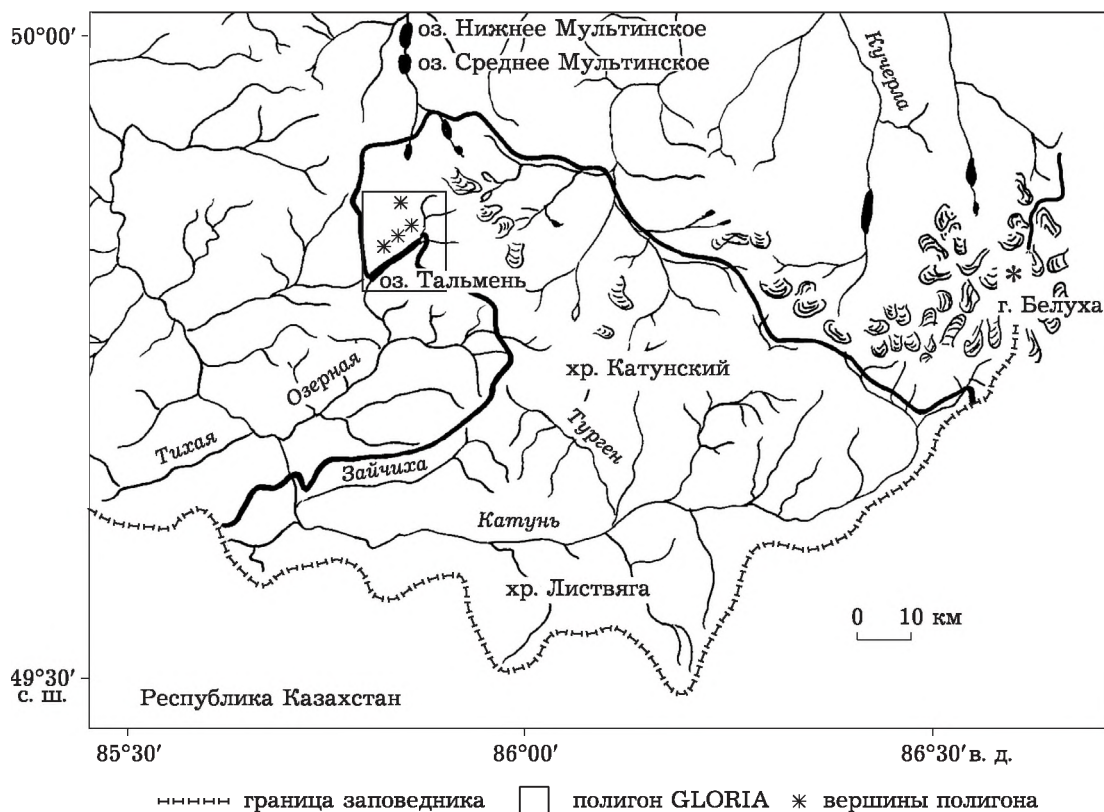 50°00′
оз. Нижнее Мультинское
оз. Среднее Мультинское
Кучерла
оз. Тальмень
г. Белуха
хр. Катунский
Озерная
Турген
Тихая
Зайчиха
Катунь
хр. Листвяга
0 10 км
49°30′
с. ш.
Республика Казахстан
85°30′ 86°00′ 86°30′ в. д.
граница заповедника полигон GLORIA вершины полигона